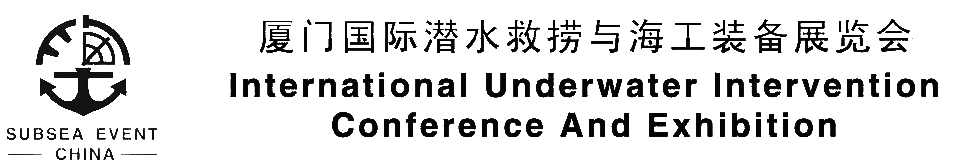 厦门国际潜水救捞与海工装备展览会
International Underwater Intervention
Conference And Exhibition
SUBSEA EVENT
CHINA